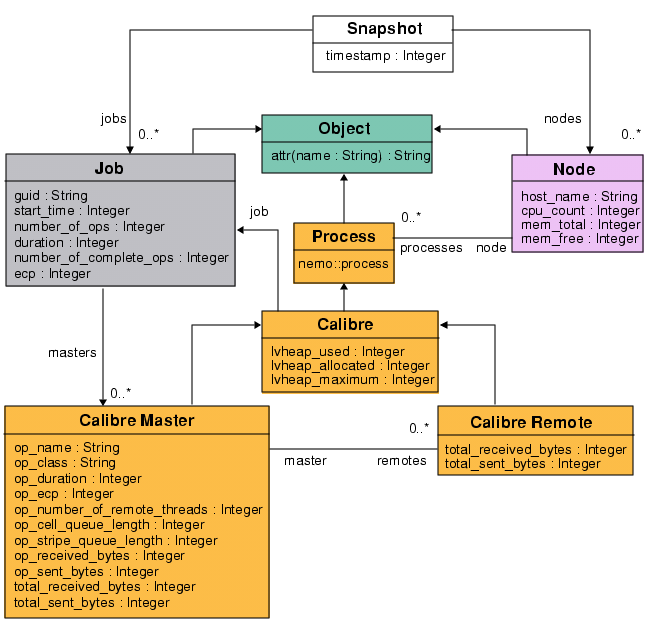 Snapshot
timestamp : Integer
jobs
0..*
nodes
0..*
Object
attr(name : String) : String
Job
guid : String
start_time : Integer
number_of_ops : Integer
duration : Integer
number_of_complete_ops : Integer
ecp : Integer
Node
host_name : String
cpu_count : Integer
mem_total : Integer
mem_free : Integer
job
0..*
Process
nemo::process
processes
node
Calibre
lvheap_used : Integer
lvheap_allocated : Integer
lvheap_maximum : Integer
masters
0..*
Calibre Master
op_name : String
op_class : String
op_duration : Integer
op_ecp : Integer
op_number_of_remote_threads : Integer
op_cell_queue_length : Integer
op_stripe_queue_length : Integer
op_received_bytes : Integer
op_sent_bytes : Integer
total_received_bytes : Integer
total_sent_bytes : Integer
0..*
master
remotes
Calibre Remote
total_received_bytes : Integer
total_sent_bytes : Integer